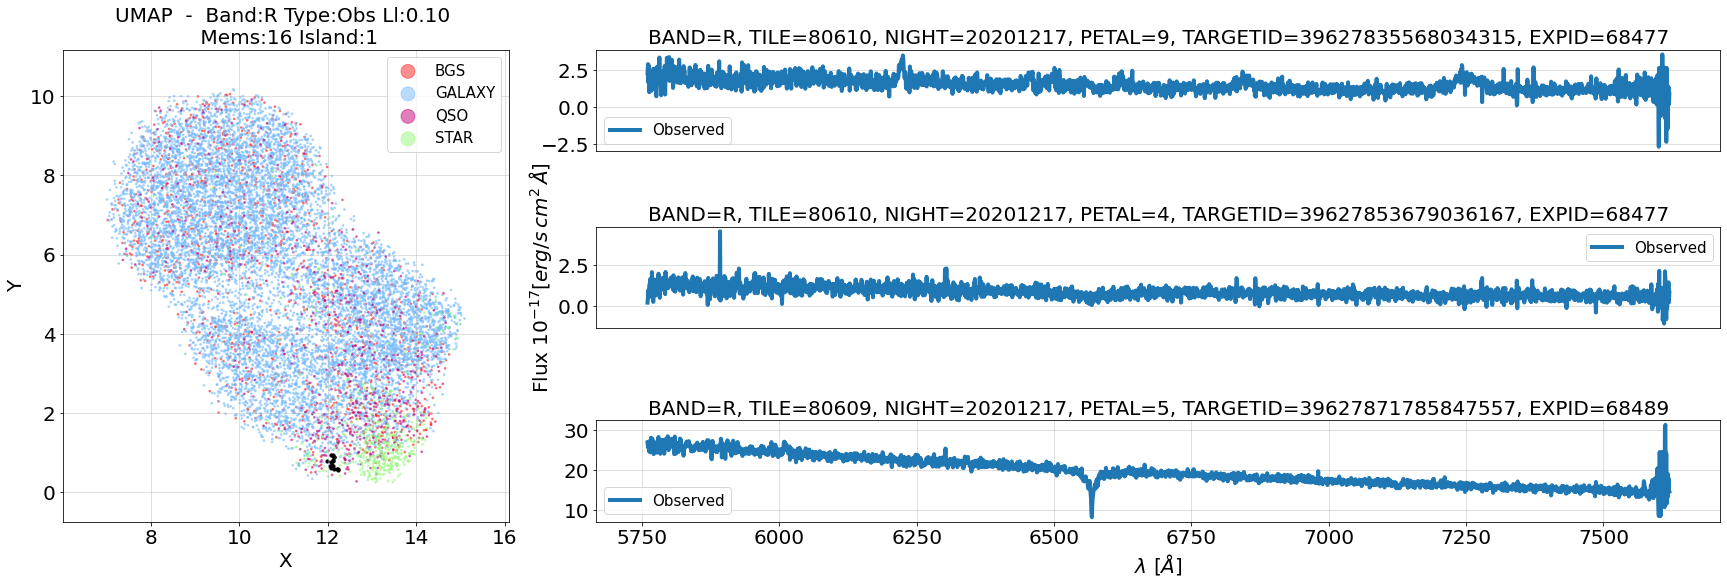 UMAP  -  Band:R Type:Obs Ll:0.10
Mems:16 Island:1
BGS
GALAXY
QSO
STAR
10
8
6
4
2
0
Y
8 10 12 14 16
X
BAND=R, TILE=80610, NIGHT=20201217, PETAL=9, TARGETID=39627835568034315, EXPID=68477
2.5
0.0
−2.5
Observed
BAND=R, TILE=80610, NIGHT=20201217, PETAL=4, TARGETID=39627853679036167, EXPID=68477
2.5
0.0
Observed
Flux 10⁻¹⁷[erg/s cm² Å]
BAND=R, TILE=80609, NIGHT=20201217, PETAL=5, TARGETID=39627871785847557, EXPID=68489
30
20
10
Observed
5750 6000 6250 6500 6750 7000 7250 7500
λ [Å]